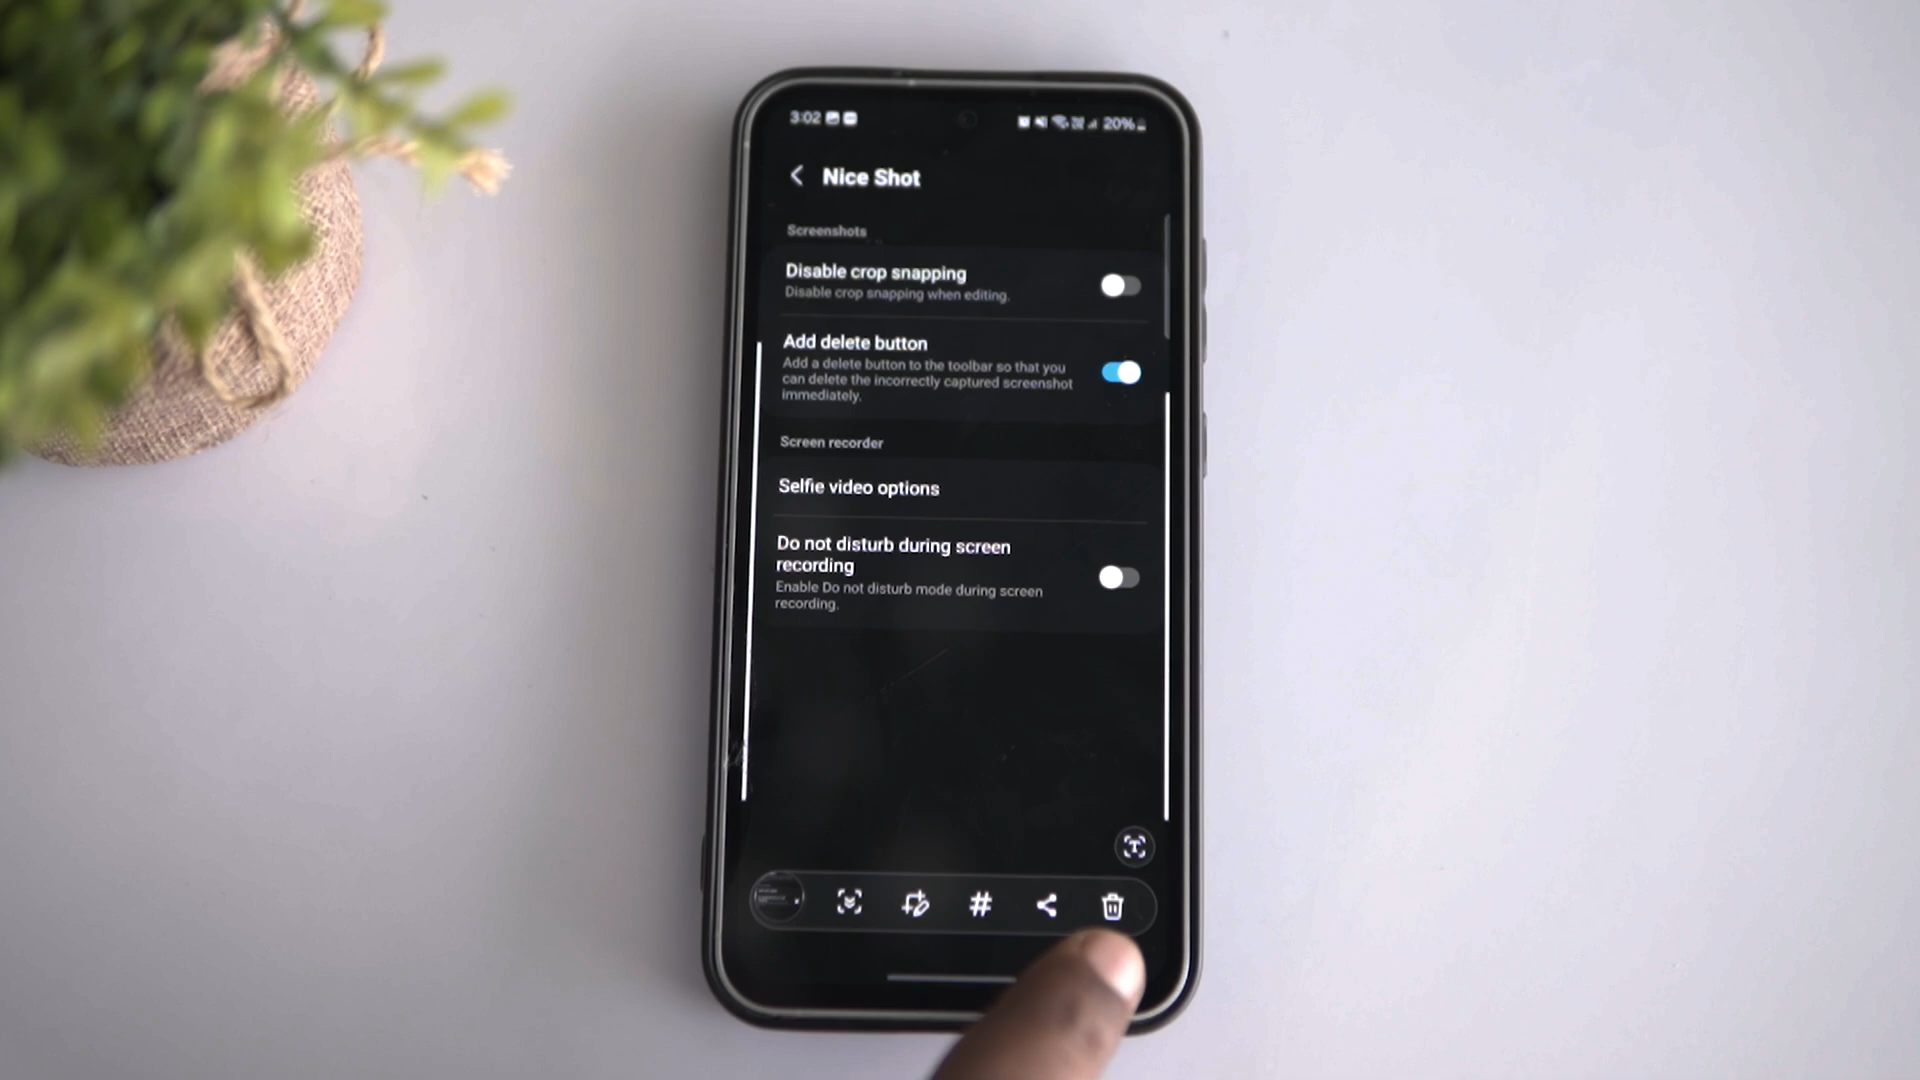 3:02 20%
Nice Shot
Screenshots
Disable crop snapping
Disable crop snapping when editing.
Add delete button
Add a delete button to the toolbar so that you
can delete the incorrectly captured screenshot
immediately.
Screen recorder
Selfie video options
Do not disturb during screen
recording
Enable Do not disturb mode during screen
recording.
T
#